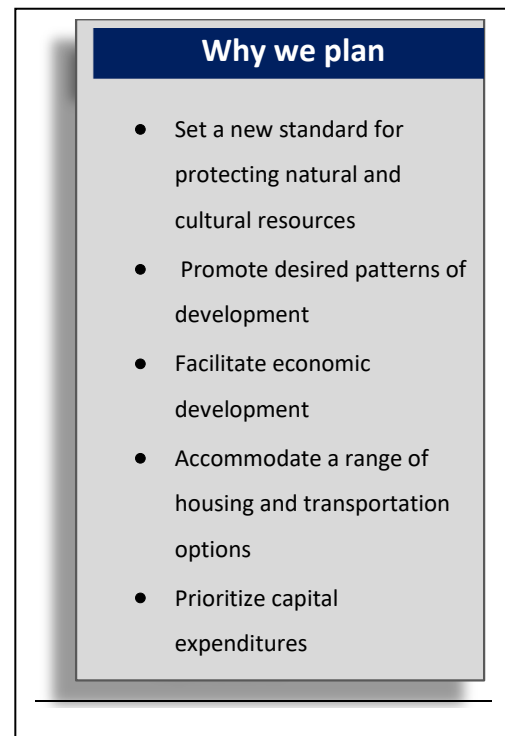 Why we plan
● Set a new standard for
protecting natural and
cultural resources
● Promote desired patterns of
development
● Facilitate economic
development
● Accommodate a range of
housing and transportation
options
● Prioritize capital
expenditures